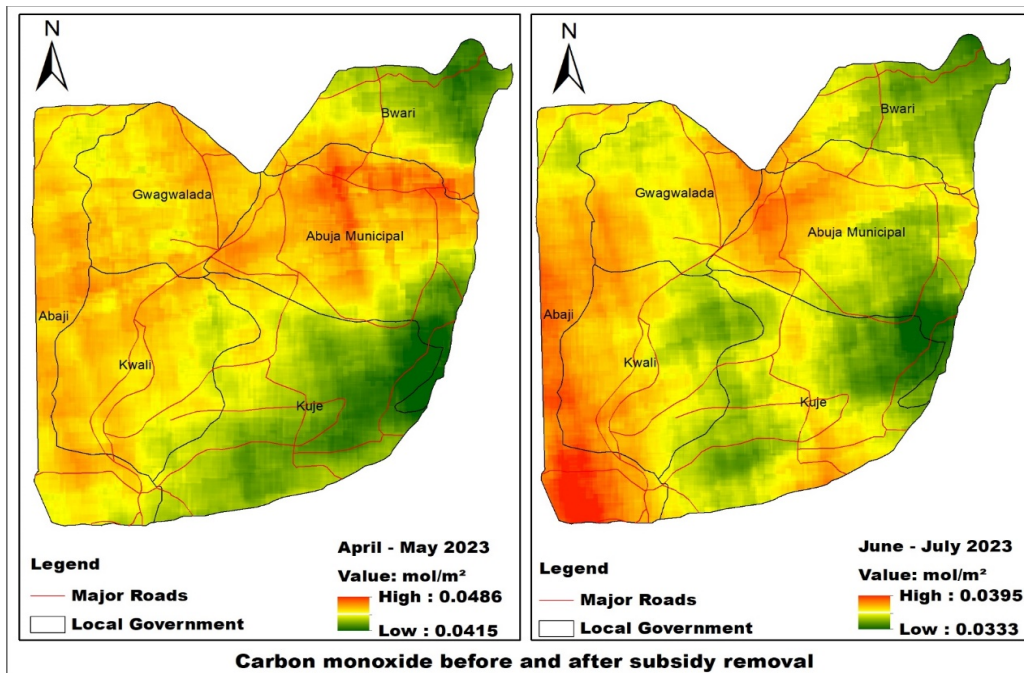 N
Bwari
Gwagwalada
Abuja Municipal
Abaji
Kwali
Kuje
April - May 2023
Legend
Value: mol/m²
Major Roads
High : 0.0486
Local Government
Low : 0.0415
N
Bwari
Gwagwalada
Abuja Municipal
Abaji
Kwali
Kuje
June - July 2023
Legend
Value: mol/m²
Major Roads
High : 0.0395
Local Government
Low : 0.0333
Carbon monoxide before and after subsidy removal